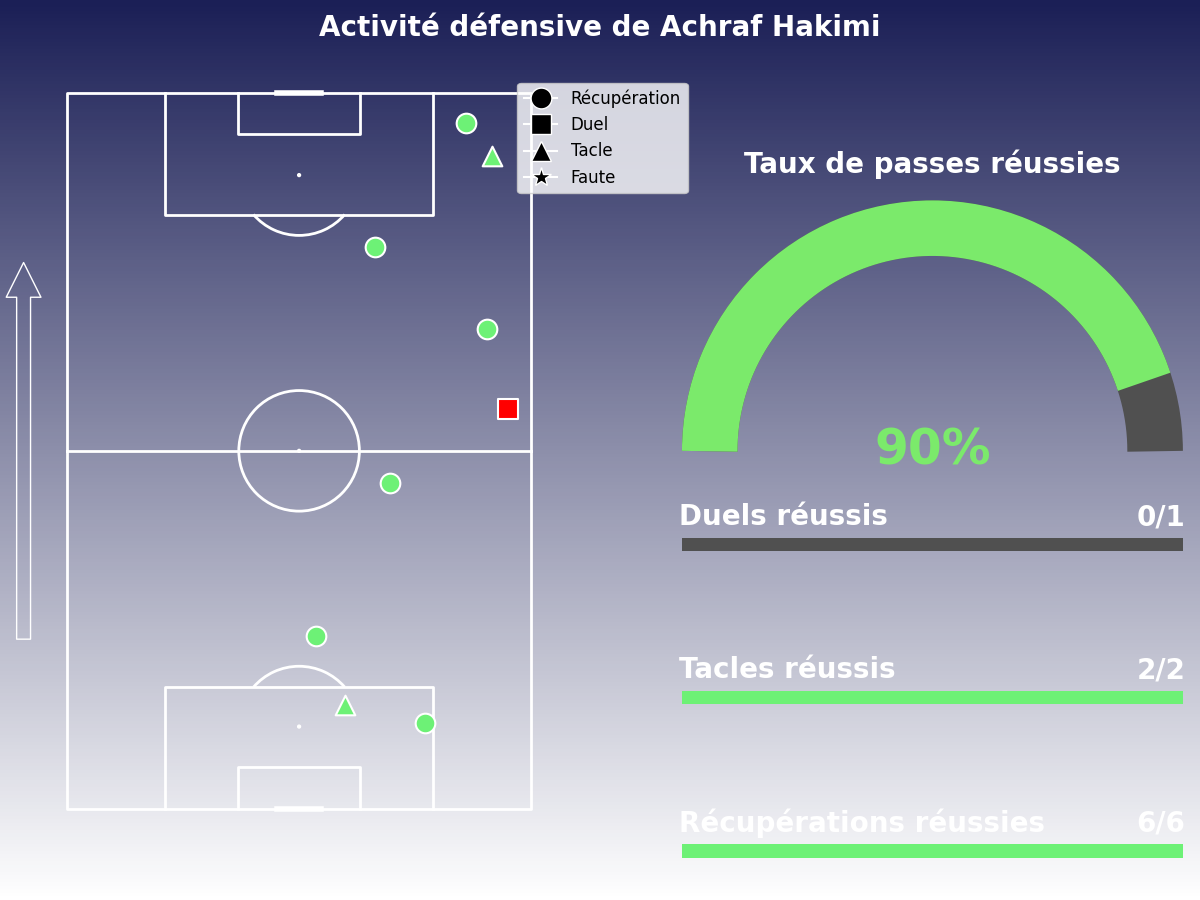 Activité défensive de Achraf Hakimi
Récupération
Duel
Tacle
Faute
Taux de passes réussies
90%
Duels réussis 0/1
Tacles réussis 2/2
Récupérations réussies 6/6